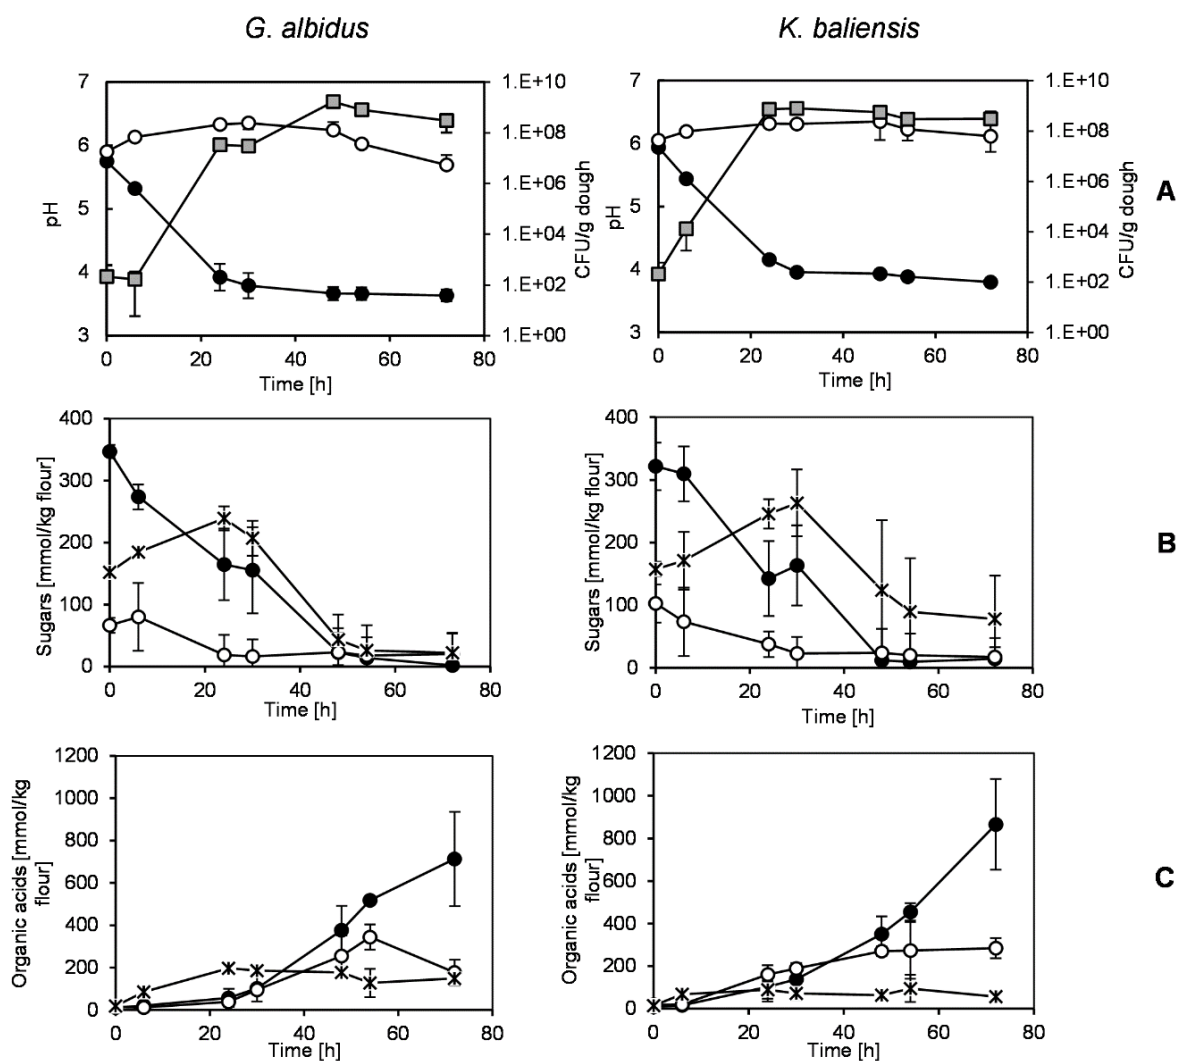 G. albidus
K. baliensis
7
6
5
4
3
pH
1.E+10
1.E+08
1.E+06
1.E+04
1.E+02
1.E+00
CFU/g dough
0
20
40
60
80
Time [h]
7
6
5
4
3
pH
1.E+10
1.E+08
1.E+06
1.E+04
1.E+02
1.E+00
CFU/g dough
0
20
40
60
80
Time [h]
A
400
300
200
100
0
Sugars [mmol/kg flour]
0
20
40
60
80
Time [h]
400
300
200
100
0
Sugars [mmol/kg flour]
0
20
40
60
80
Time [h]
B
1200
1000
800
600
400
200
0
Organic acids [mmol/kg
flour]
0
20
40
60
80
Time [h]
1200
1000
800
600
400
200
0
Organic acids [mmol/kg
flour]
0
20
40
60
80
Time [h]
C